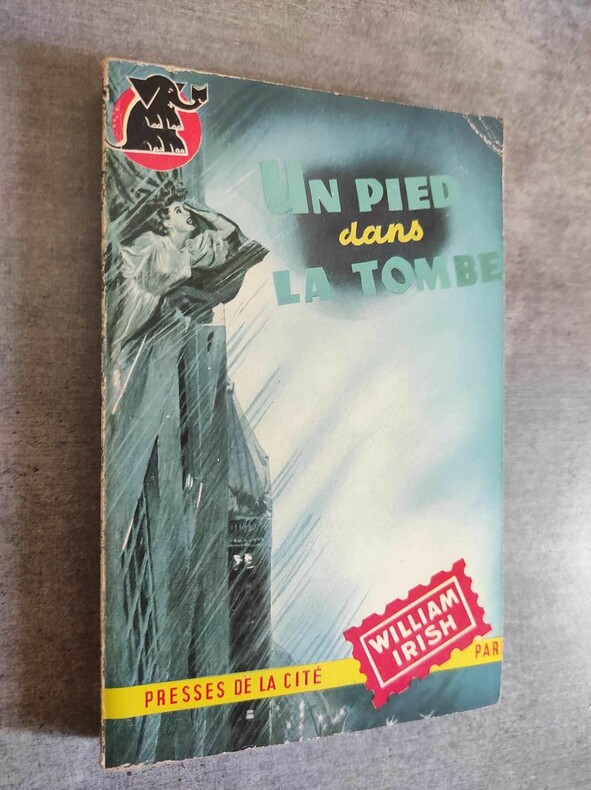 UN PIED
dans
LA TOMBE
WILLIAM
IRISH
PRESSES DE LA CITÉ
PAR